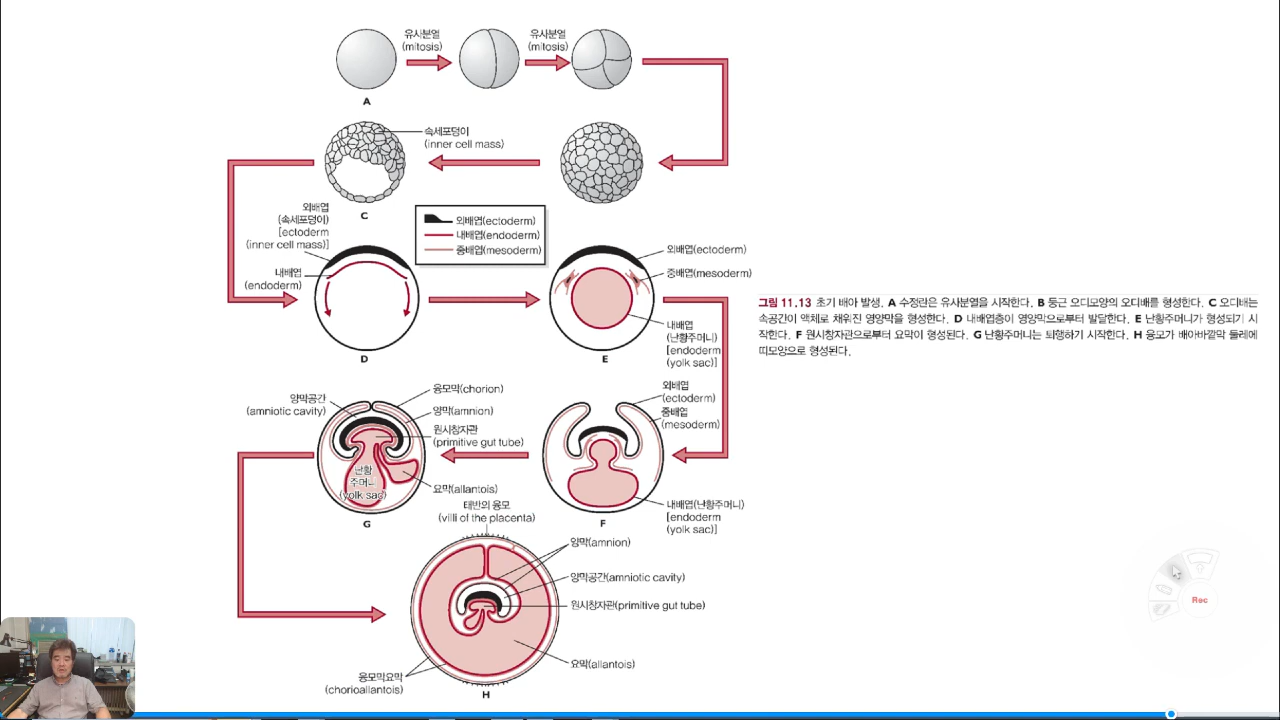 유사분열
(mitosis)
유사분열
(mitosis)
A
속세포덩이
(inner cell mass)
C
외배엽
(속세포덩이)
[ectoderm
(inner cell mass)]
내배엽
(endoderm)
외배엽(ectoderm)
내배엽(endoderm)
중배엽(mesoderm)
D
외배엽(ectoderm)
중배엽(mesoderm)
내배엽
(난황주머니)
[endoderm
(yolk sac)]
E
그림 11.13 초기 배아 발생. A 수정란은 유사분열을 시작한다. B 둥근 오디모양의 오디배를 형성한다. C 오디배는
속공간이 액체로 채워진 영양막을 형성한다. D 내배엽층이 영양막으로부터 발달한다. E 난황주머니가 형성되기 시
작한다. F 원시창자관으로부터 요막이 형성된다. G 난황주머니는 퇴행하기 시작한다. H 융모가 배아바깥막 둘레에
띠모양으로 형성된다.
양막공간
(amniotic cavity)
융모막(chorion)
양막(amnion)
원시창자관
(primitive gut tube)
난황
주머니
(yolk sac)
요막(allantois)
G
외배엽
(ectoderm)
중배엽
(mesoderm)
내배엽(난황주머니)
[endoderm
(yolk sac)]
F
태반의 융모
(villi of the placenta)
양막(amnion)
양막공간(amniotic cavity)
원시창자관(primitive gut tube)
요막(allantois)
융모막요막
(chorioallantois)
H
Rec